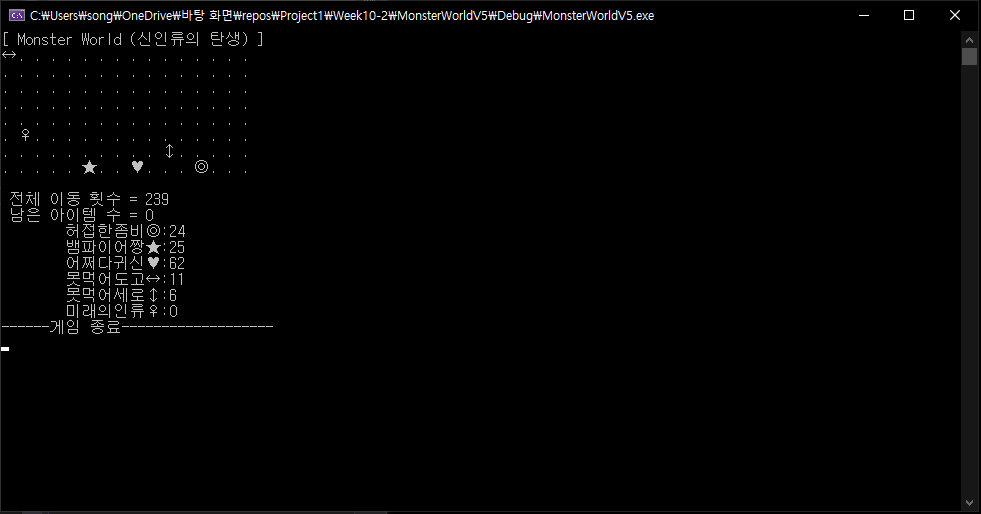 C:\Users\song\OneDrive\바탕 화면\repos\Project1\Week10-2\MonsterWorldV5\Debug\MonsterWorldV5.exe
[ Monster World (신인류의 탄생) ]
↔. . . . . . . . . . . . . . .
. . . . . . . . . . . . . . . .
. . . . . . . . . . . . . . . .
. . . . . . . . . . . . . . . .
. . . . . . . . . . . . . . . .
. ♀. . . . . . . . . . . . . .
. . . . . . . . . . ↕. . . . .
. . . . . ★. . ♥. . . ◎. . .
전체 이동 횟수 = 239
남은 아이템 수 = 0
허접한좀비◎:24
뱀파이어짱★:25
어쩌다귀신♥:62
못먹어도고↔:11
못먹어세로↕:6
미래의인류♀:0
------게임 종료-------------------